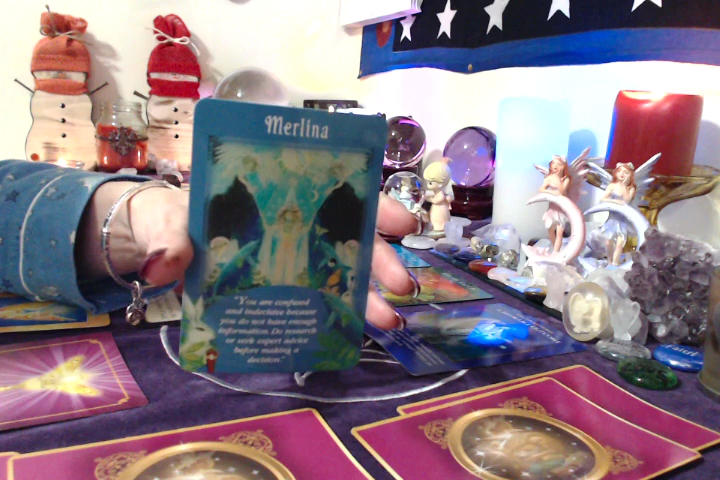 Merlina
"You are confused
and indecisive because
you do not have enough
information. Do research
or seek expert advice
before making a
decision"